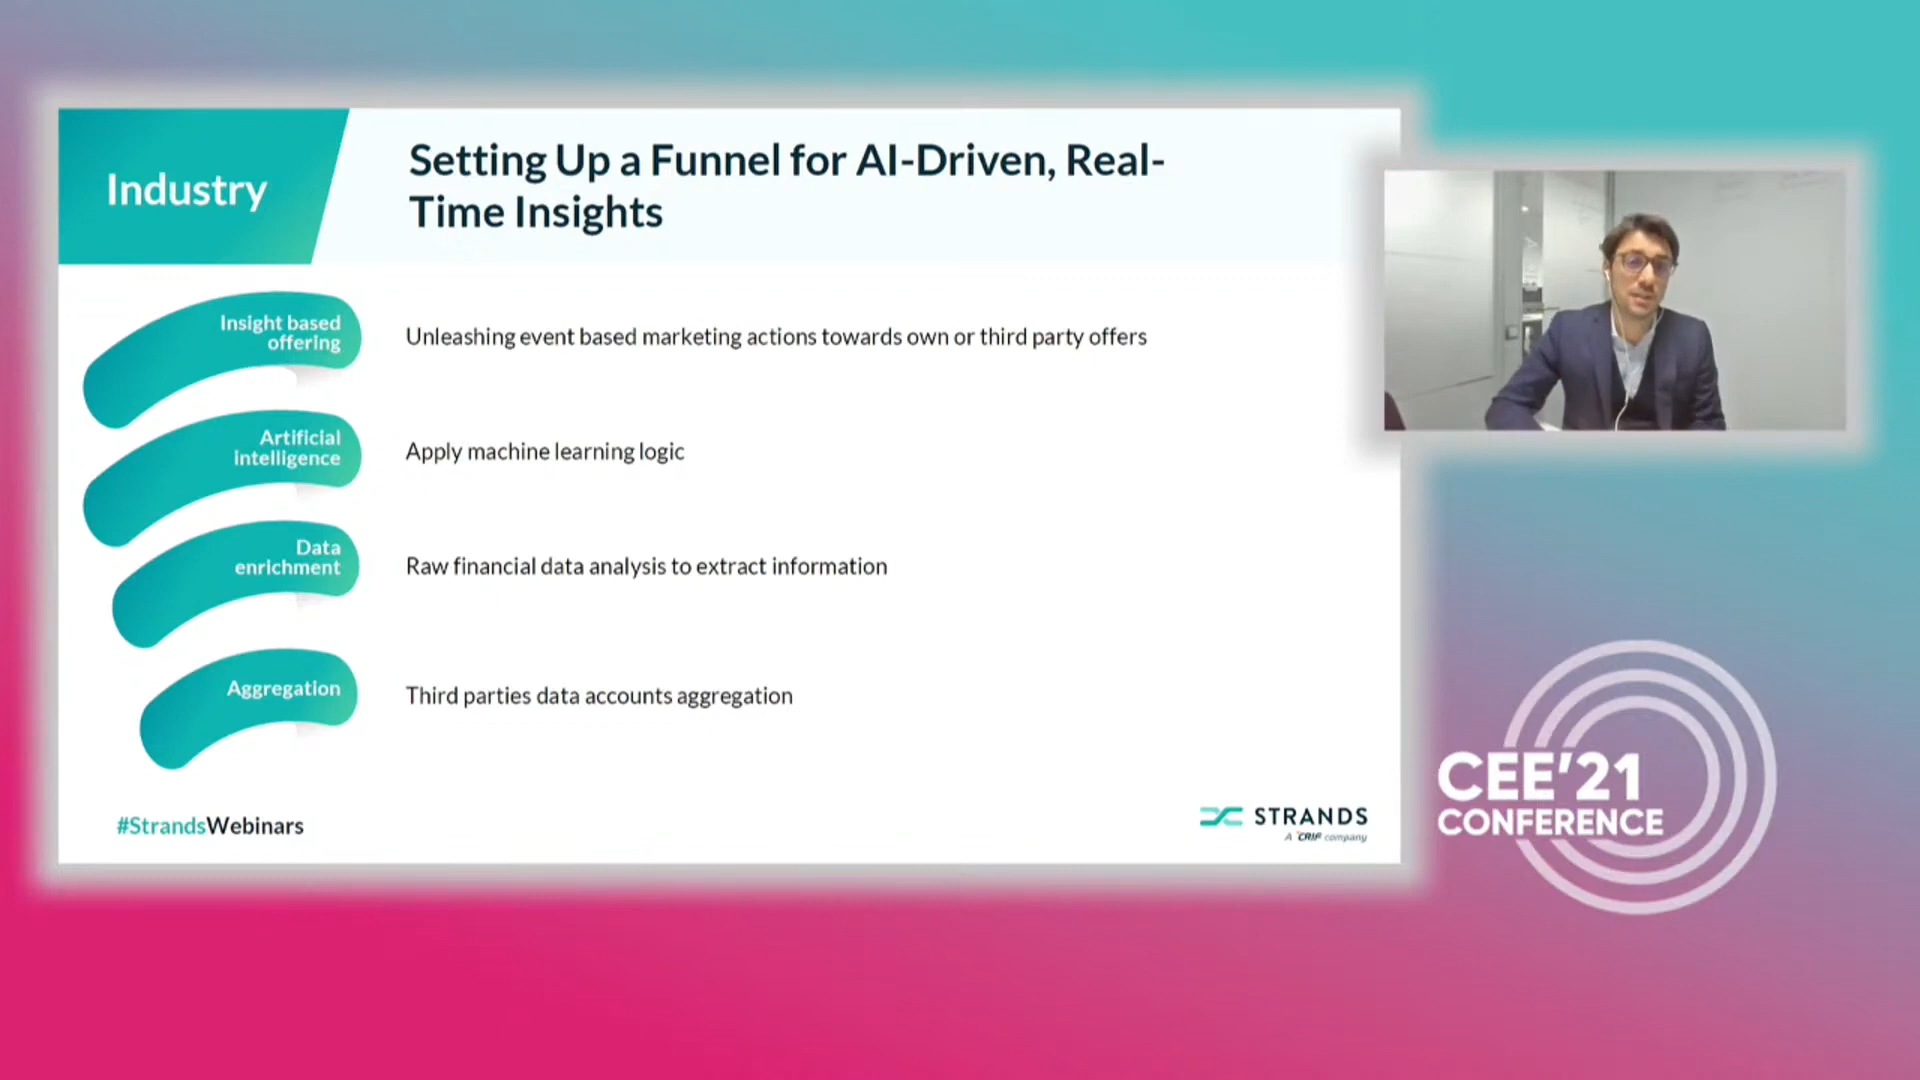 Industry
Setting Up a Funnel for AI-Driven, Real-
Time Insights
Insight based
offering
Unleashing event based marketing actions towards own or third party offers
Artificial
intelligence
Apply machine learning logic
Data
enrichment
Raw financial data analysis to extract information
Aggregation
Third parties data accounts aggregation
#StrandsWebinars
STRANDS
A CRIF company
CEE'21
CONFERENCE